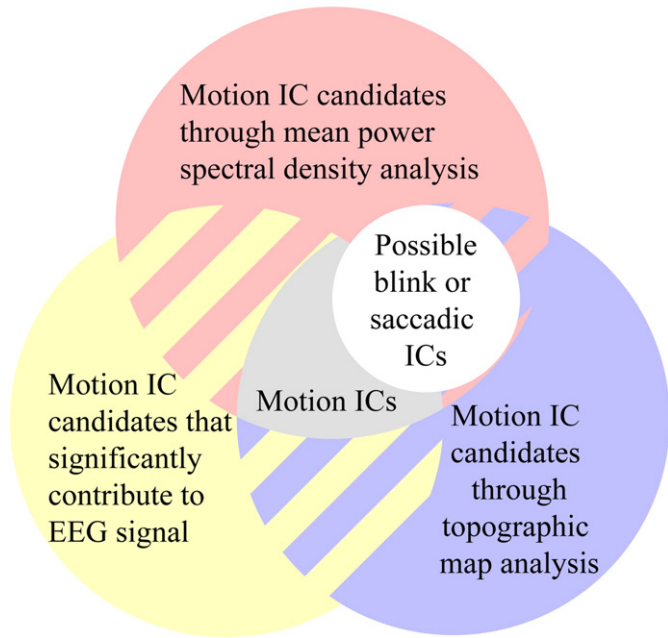 Motion IC candidates
through mean power
spectral density analysis
Possible
blink or
saccadic
ICs
Motion ICs
Motion IC
candidates that
significantly
contribute to
EEG signal
Motion IC
candidates
through
topographic
map analysis